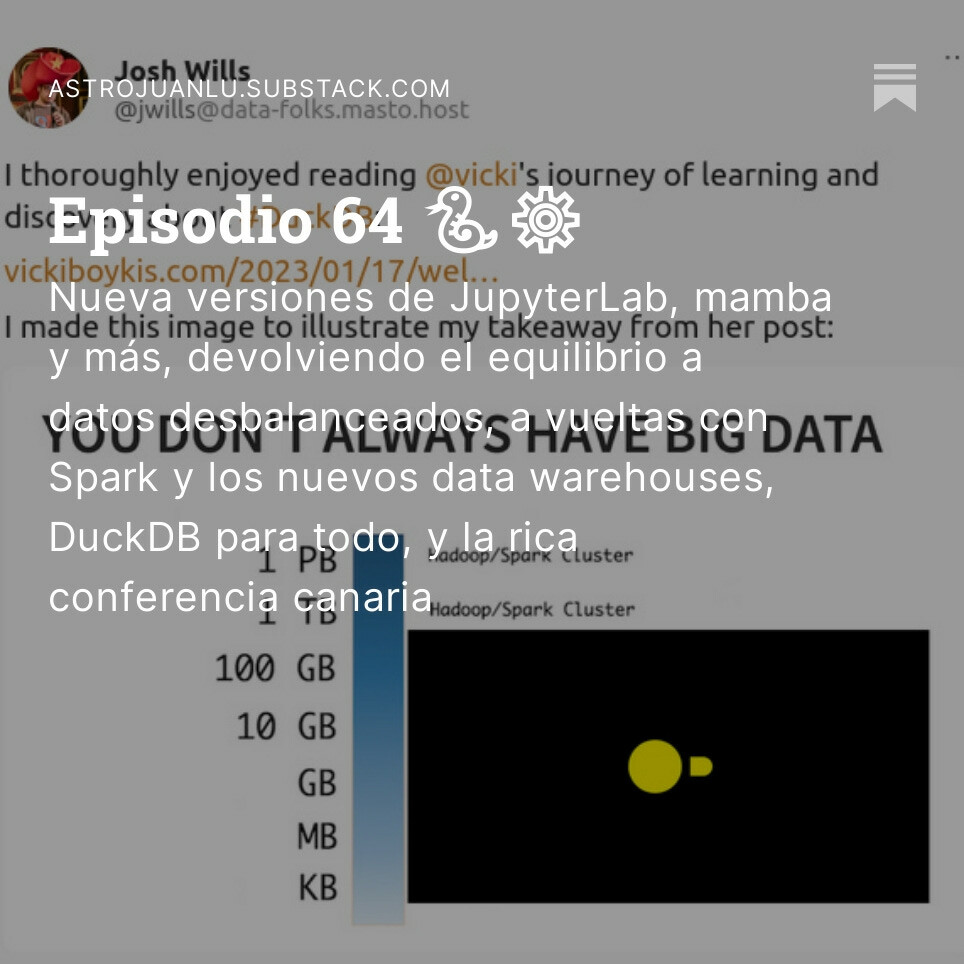 Josh Wills
ASTROJUANLU.SUBSTACK.COM
@jwills@data-folks.masto.host
I thoroughly enjoyed reading @vicki's journey of learning and
discovery about #DuckDB
Episodio 64 🐍⚙️
vickiboykis.com/2023/01/17/wel...
Nueva versiones de JupyterLab, mamba
I made this image to illustrate my takeaway from her post:
y más, devolviendo el equilibrio a
datos desbalanceados, a vueltas con
YOU DON'T ALWAYS HAVE BIG DATA
Spark y los nuevos data warehouses,
DuckDB para todo, y la rica
1 PB Hadoop/Spark Cluster
conferencia canaria
1 TB Hadoop/Spark Cluster
100 GB
10 GB
GB
MB
KB